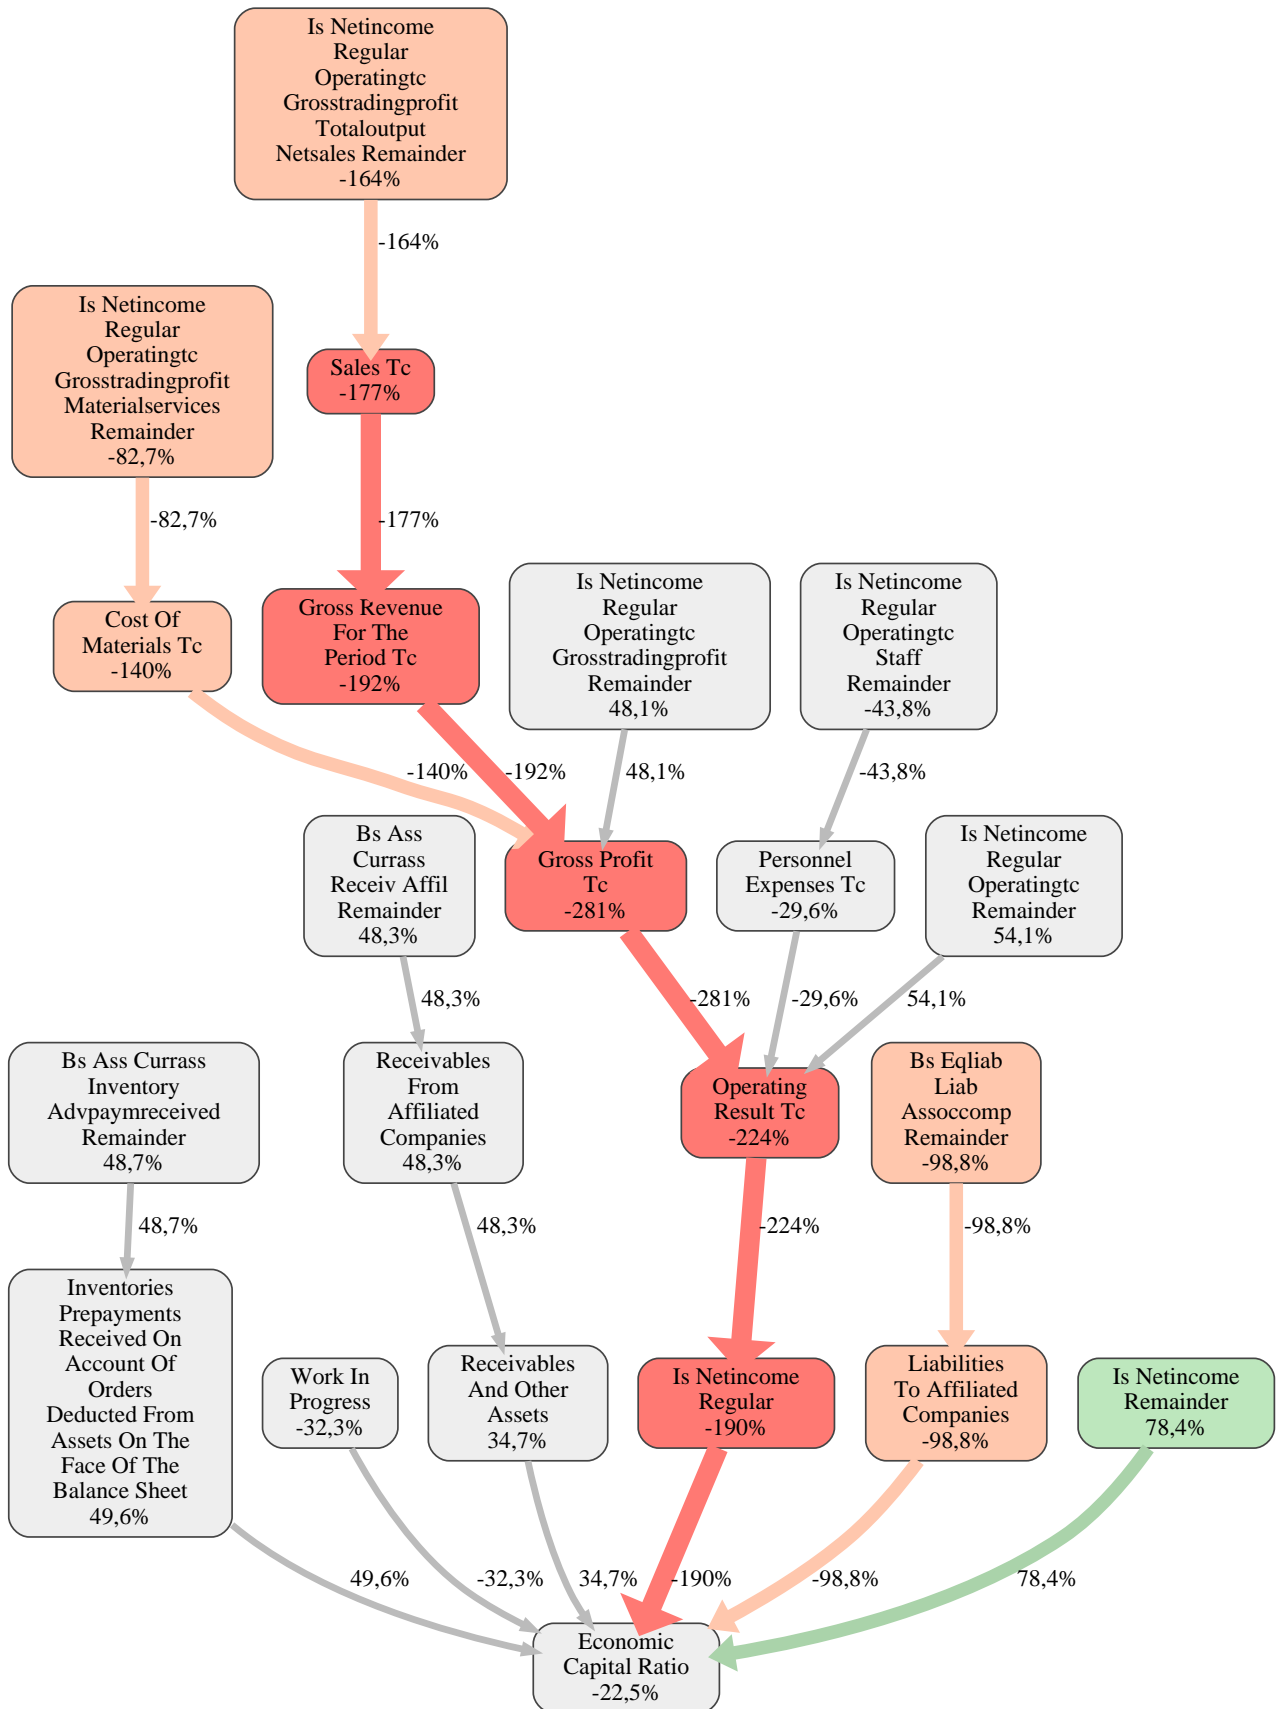 Is Netincome
Regular
Operatingtc
Grosstradingprofit
Totaloutput
Netsales Remainder
-164%
-164%
Is Netincome
Regular
Operatingtc
Grosstradingprofit
Materialservices
Remainder
-82,7%
Sales Tc
-177%
-82,7%
-177%
Cost Of
Materials Tc
-140%
Gross Revenue
For The
Period Tc
-192%
Is Netincome
Regular
Operatingtc
Grosstradingprofit
Remainder
48,1%
Is Netincome
Regular
Operatingtc
Staff
Remainder
-43,8%
-140%
-192%
48,1%
-43,8%
Bs Ass
Currass
Receiv Affil
Remainder
48,3%
Gross Profit
Tc
-281%
Personnel
Expenses Tc
-29,6%
Is Netincome
Regular
Operatingtc
Remainder
54,1%
48,3%
-281%
-29,6%
54,1%
Bs Ass Currass
Inventory
Advpaymreceived
Remainder
48,7%
Receivables
From
Affiliated
Companies
48,3%
Operating
Result Tc
-224%
Bs Eqliab
Liab
Assoccomp
Remainder
-98,8%
48,7%
48,3%
-224%
-98,8%
Inventories
Prepayments
Received On
Account Of
Orders
Deducted From
Assets On The
Face Of The
Balance Sheet
49,6%
Work In
Progress
-32,3%
Receivables
And Other
Assets
34,7%
Is Netincome
Regular
-190%
Liabilities
To Affiliated
Companies
-98,8%
Is Netincome
Remainder
78,4%
49,6%
-32,3%
34,7%
-190%
-98,8%
78,4%
Economic
Capital Ratio
-22,5%